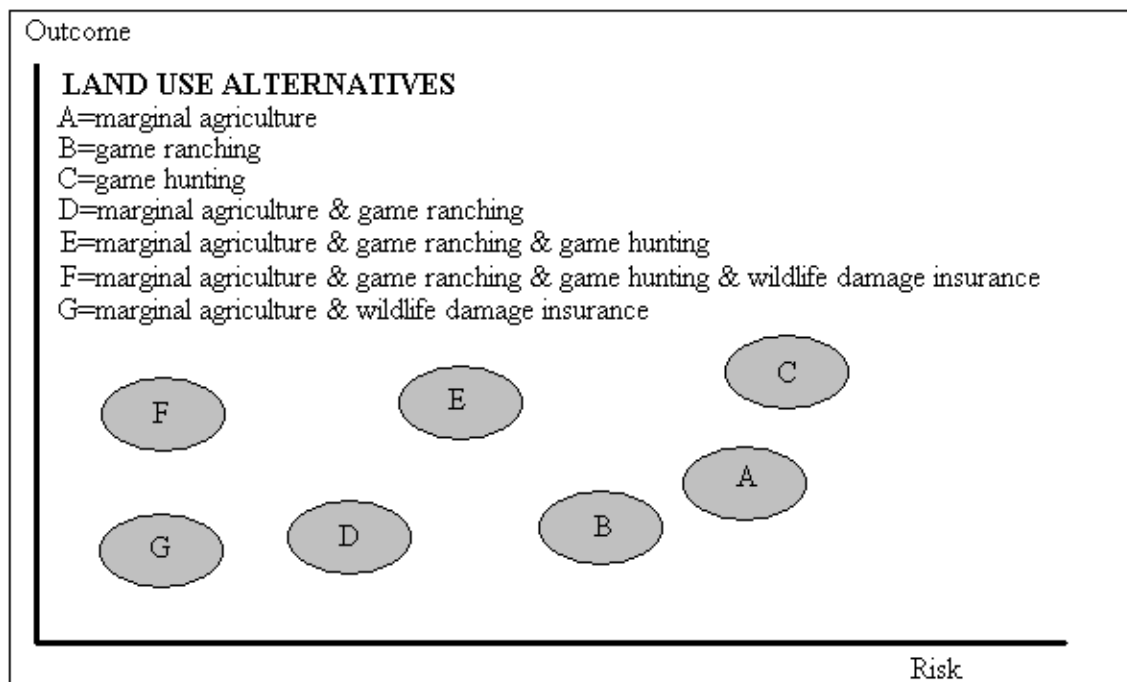 Outcome
LAND USE ALTERNATIVES
A=marginal agriculture
B=game ranching
C=game hunting
D=marginal agriculture & game ranching
E=marginal agriculture & game ranching & game hunting
F=marginal agriculture & game ranching & game hunting & wildlife damage insurance
G=marginal agriculture & wildlife damage insurance
C
E
F
A
B
D
G
Risk